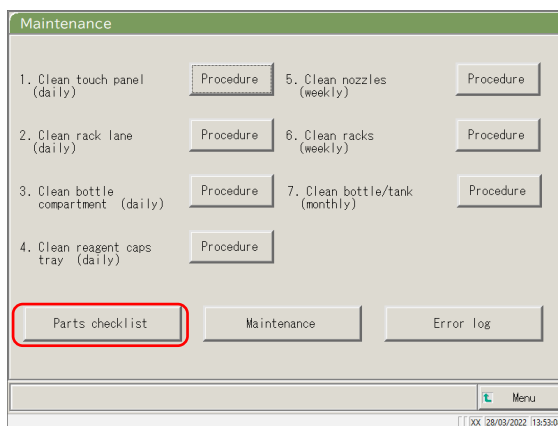 Maintenance
1. Clean touch panel
(daily)
Procedure
5. Clean nozzles
(weekly)
Procedure
2. Clean rack lane
(daily)
Procedure
6. Clean racks
(weekly)
Procedure
3. Clean bottle
compartment (daily)
Procedure
7. Clean bottle/tank
(monthly)
Procedure
4. Clean reagent caps
tray (daily)
Procedure
Parts checklist
Maintenance
Error log
Menu
XX 28/03/2022 13:53:0